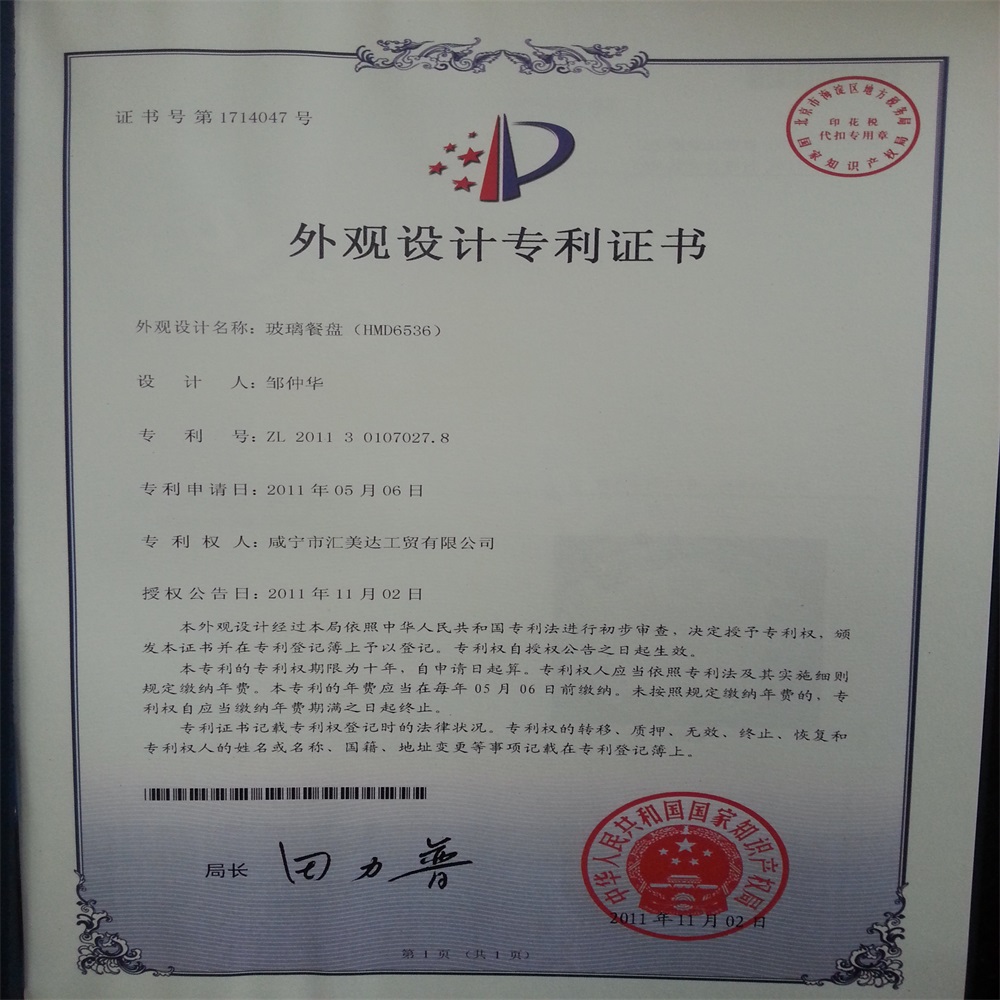 证书号第1714047号
北京市海淀区地方税务局
印花税
代扣专用章
国家知识产权局
外观设计专利证书
外观设计名称：玻璃餐盘（HMD6536）
设计人：邹仲华
专利号：ZL 2011 3 0107027.8
专利申请日：2011年05月06日
专利权人：咸宁市汇美达工贸有限公司
授权公告日：2011年11月02日
本外观设计经过本局依照中华人民共和国专利法进行初步审查，决定授予专利权，颁
发本证书并在专利登记簿上予以登记。专利权自授权公告之日起生效。
本专利的专利权期限为十年，自申请日起算。专利权人应当依照专利法及其实施细则
规定缴纳年费。本专利的年费应当在每年05月06日前缴纳。未按照规定缴纳年费的，专
利权自应当缴纳年费期满之日起终止。
专利证书记载专利权登记时的法律状况。专利权的转移、质押、无效、终止、恢复和
专利权人的姓名或名称、国籍、地址变更等事项记载在专利登记簿上。
局长 田力普
中华人民共和国国家知识产权局
2011年11月02日
第1页（共1页）